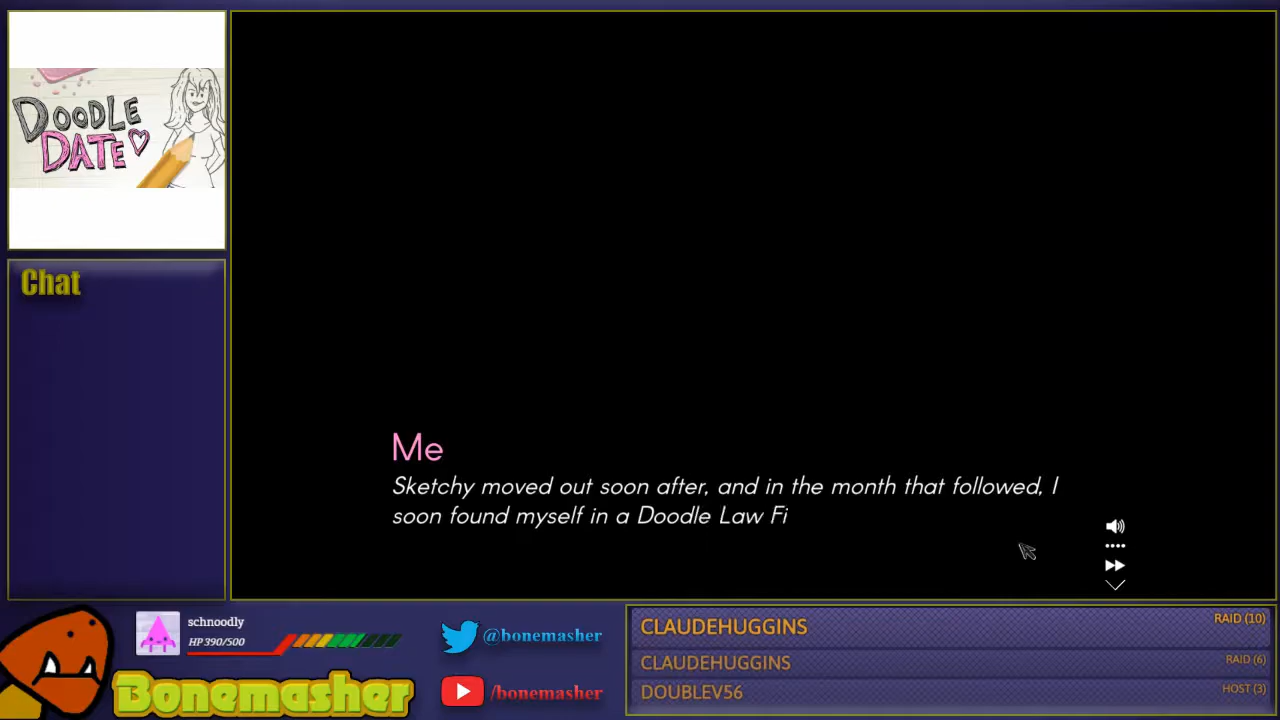 DOODLE
DATE
Chat
Me
Sketchy moved out soon after, and in the month that followed, I
soon found myself in a Doodle Law Fi
schnoodly
HP 390/500
Bonemasher
@bonemasher
/bonemasher
CLAUDEHUGGINS RAID (10)
CLAUDEHUGGINS RAID (6)
DOUBLEV56 HOST (3)